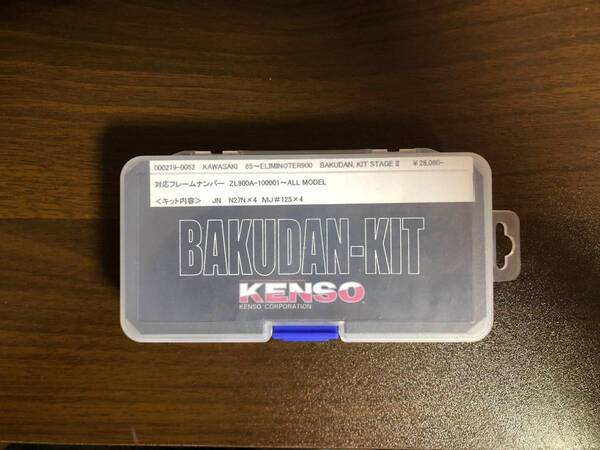 000219-0052 KAWASAKI 85～ELIMINOTER900 BAKUDAN, KIT STAGE Ⅱ ￥28,080-
対応フレームナンバー ZL900A-100001～ALL MODEL
＜キット内容＞ JN N27N×4 MJ＃125×4
BAKUDAN-KIT
KENSO
KENSO CORPORATION